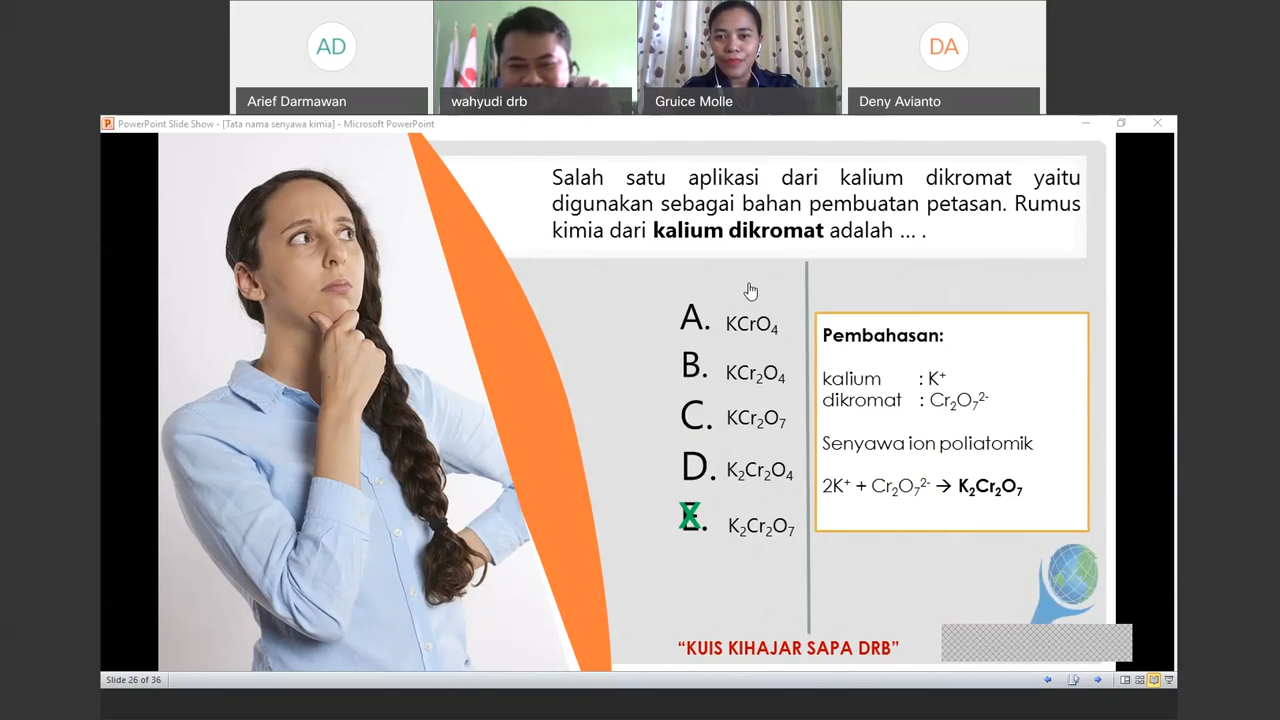 AD
DA
Arief Darmawan
wahyudi drb
Gruice Molle
Deny Avianto
PowerPoint Slide Show - [Tata nama senyawa kimia] - Microsoft PowerPoint
Salah satu aplikasi dari kalium dikromat yaitu
digunakan sebagai bahan pembuatan petasan. Rumus
kimia dari kalium dikromat adalah ... .
A. KCrO₄
B. KCr₂O₄
C. KCr₂O₇
D. K₂Cr₂O₄
E. K₂Cr₂O₇
Pembahasan:
kalium : K⁺
dikromat : Cr₂O₇²⁻
Senyawa ion poliatomik
2K⁺ + Cr₂O₇²⁻ → K₂Cr₂O₇
“KUIS KIHAJAR SAPA DRB”
Slide 26 of 36